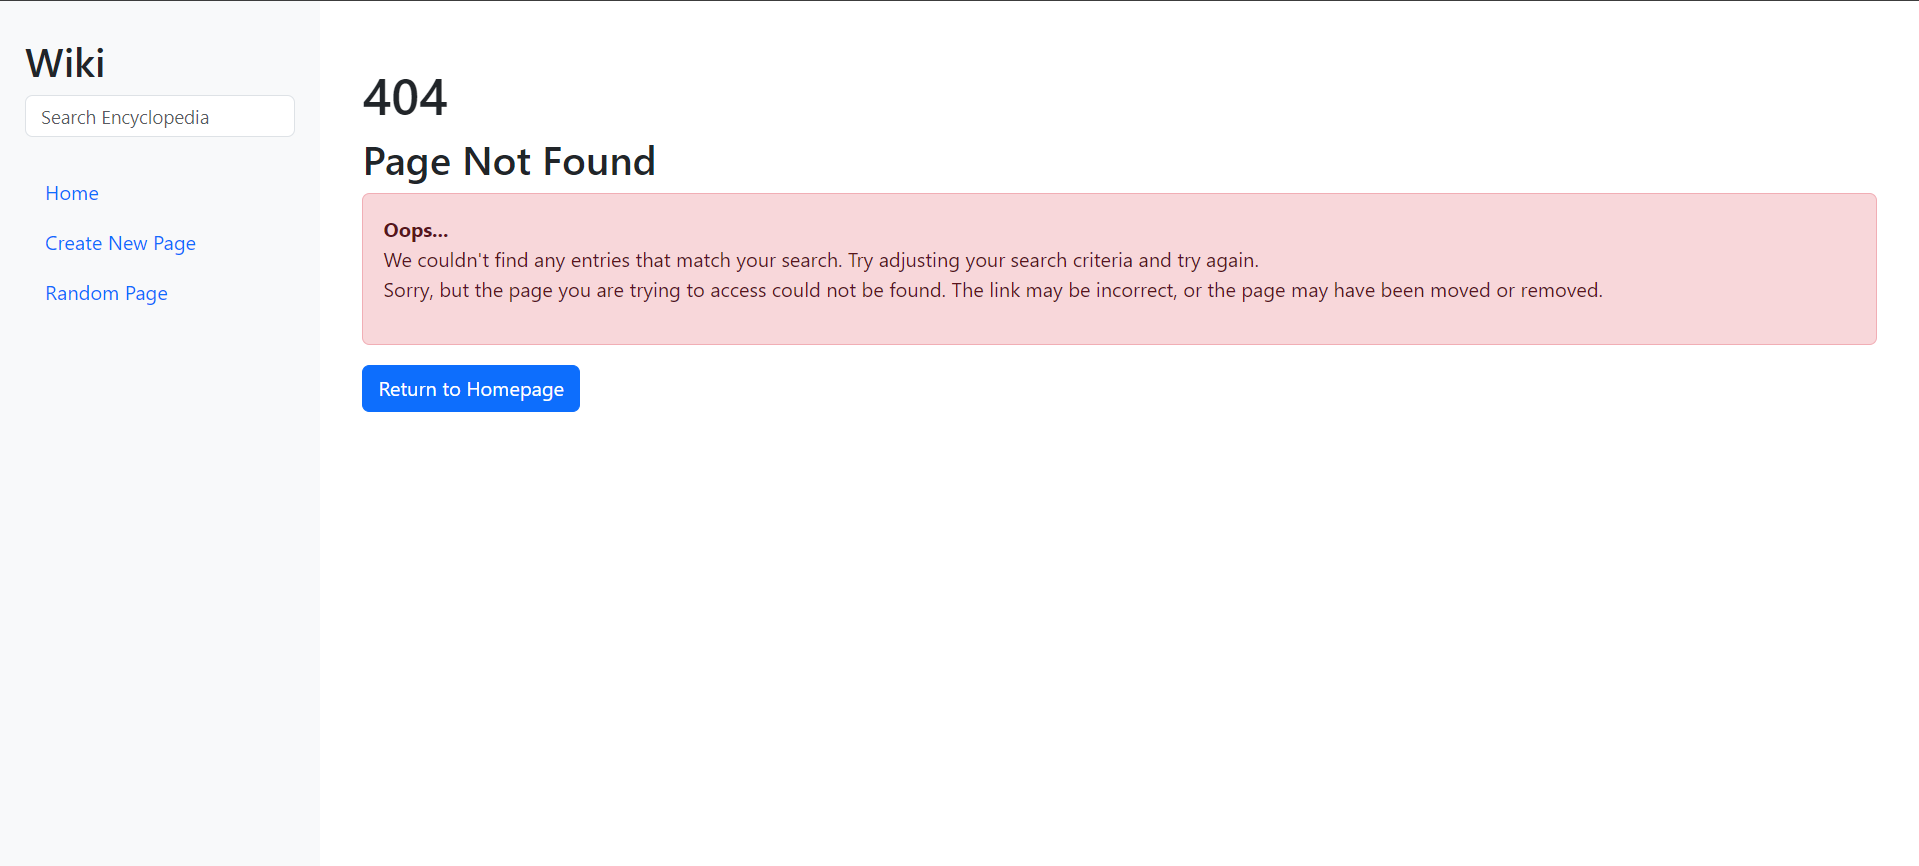 Wiki
Search Encyclopedia
Home
Create New Page
Random Page
404
Page Not Found
Oops...
We couldn't find any entries that match your search. Try adjusting your search criteria and try again.
Sorry, but the page you are trying to access could not be found. The link may be incorrect, or the page may have been moved or removed.
Return to Homepage